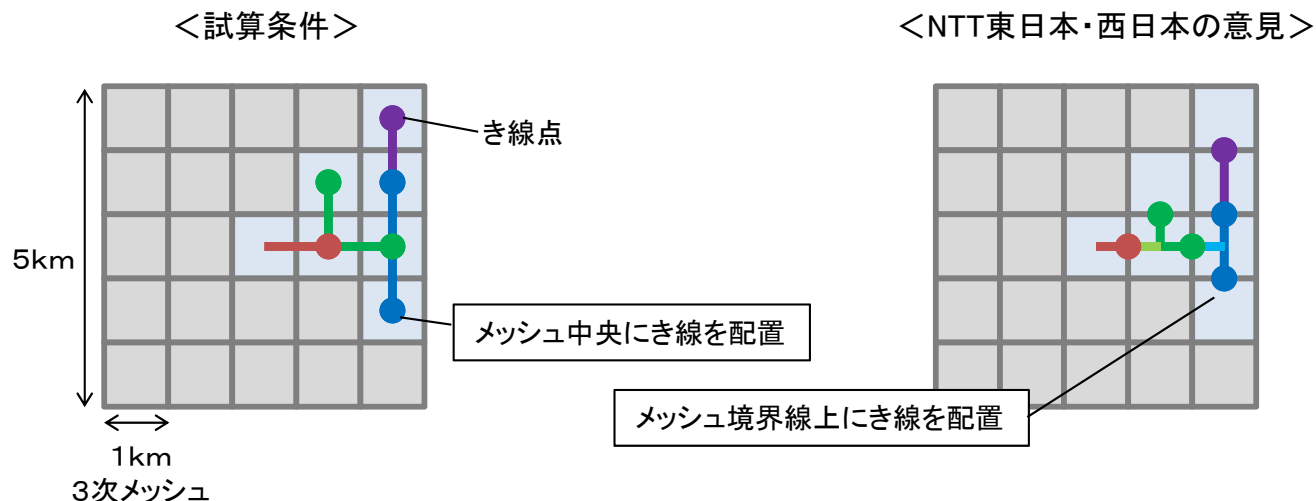 ＜試算条件＞
＜NTT東日本・西日本の意見＞
き線点
5km
メッシュ中央にき線を配置
メッシュ境界線上にき線を配置
1km
3次メッシュ